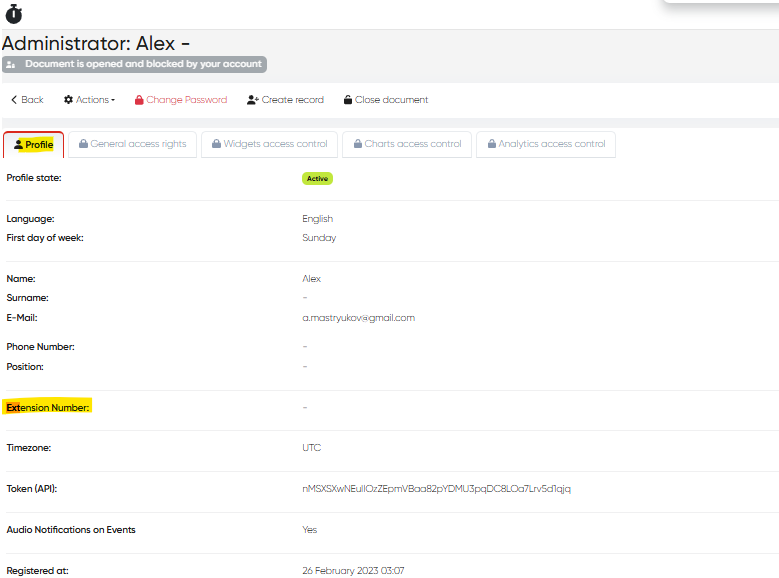 Administrator: Alex -
Document is opened and blocked by your account
Back Actions Change Password Create record Close document
Profile General access rights Widgets access control Charts access control Analytics access control
Profile state: Active
Language: English
First day of week: Sunday
Name: Alex
Surname: -
E-Mail: a.mastryukov@gmail.com
Phone Number: -
Position: -
Extension Number: -
Timezone: UTC
Token (API): nMSXSXwNEulIOzZEpmVBaa82pYDMU3pqDC8LOa7Lrv5d1qjq
Audio Notifications on Events Yes
Registered at: 26 February 2023 03:07